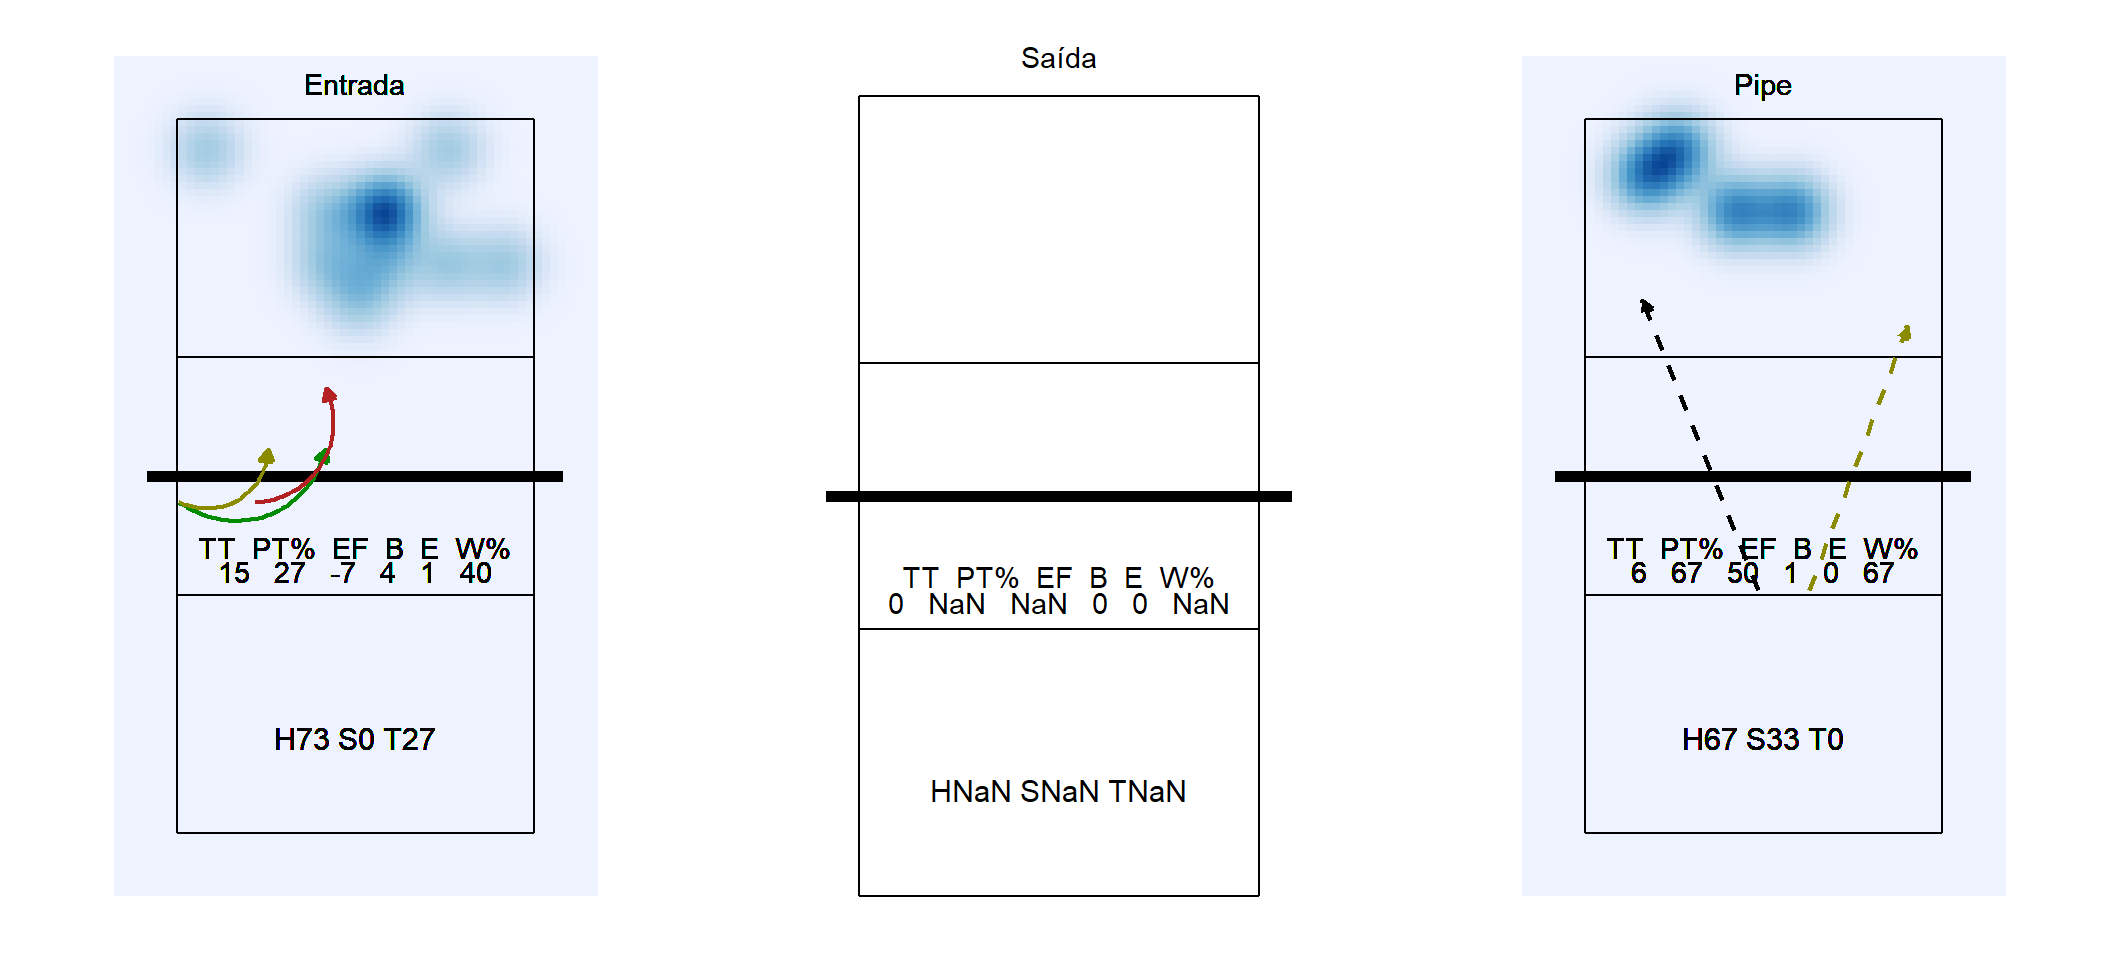 Entrada
TT PT% EF B E W%
15 27 -7 4 1 40
H73 S0 T27
Saída
TT PT% EF B E W%
0 NaN NaN 0 0 NaN
HNaN SNaN TNaN
Pipe
TT PT% EF B E W%
6 67 50 1 0 67
H67 S33 T0